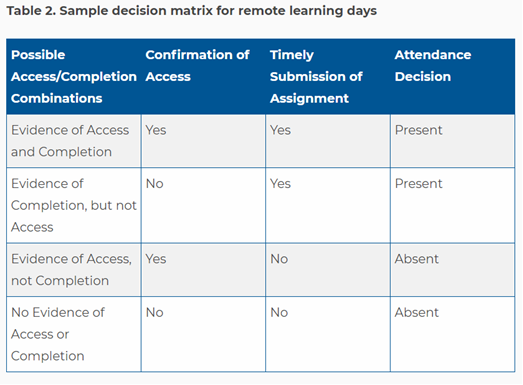 Table 2. Sample decision matrix for remote learning days
Possible Access/Completion Combinations | Confirmation of Access | Timely Submission of Assignment | Attendance Decision
Evidence of Access and Completion | Yes | Yes | Present
Evidence of Completion, but not Access | No | Yes | Present
Evidence of Access, not Completion | Yes | No | Absent
No Evidence of Access or Completion | No | No | Absent